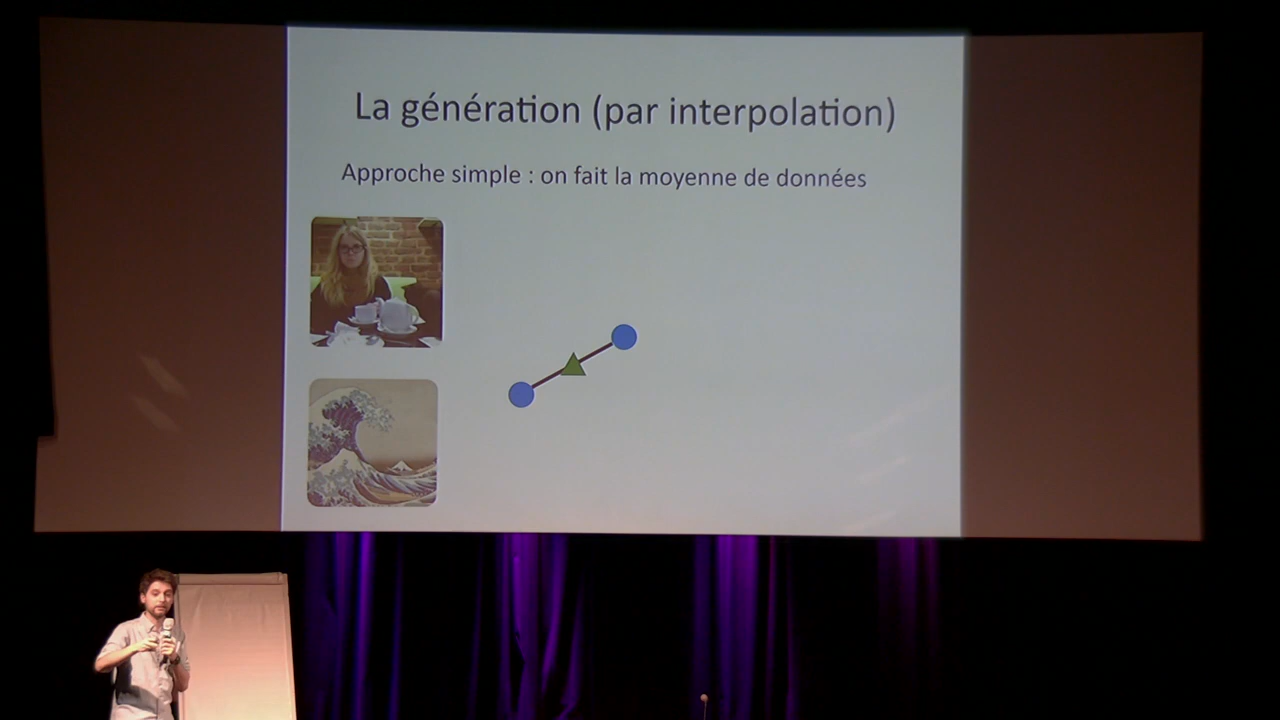 La génération (par interpolation)
Approche simple : on fait la moyenne de données